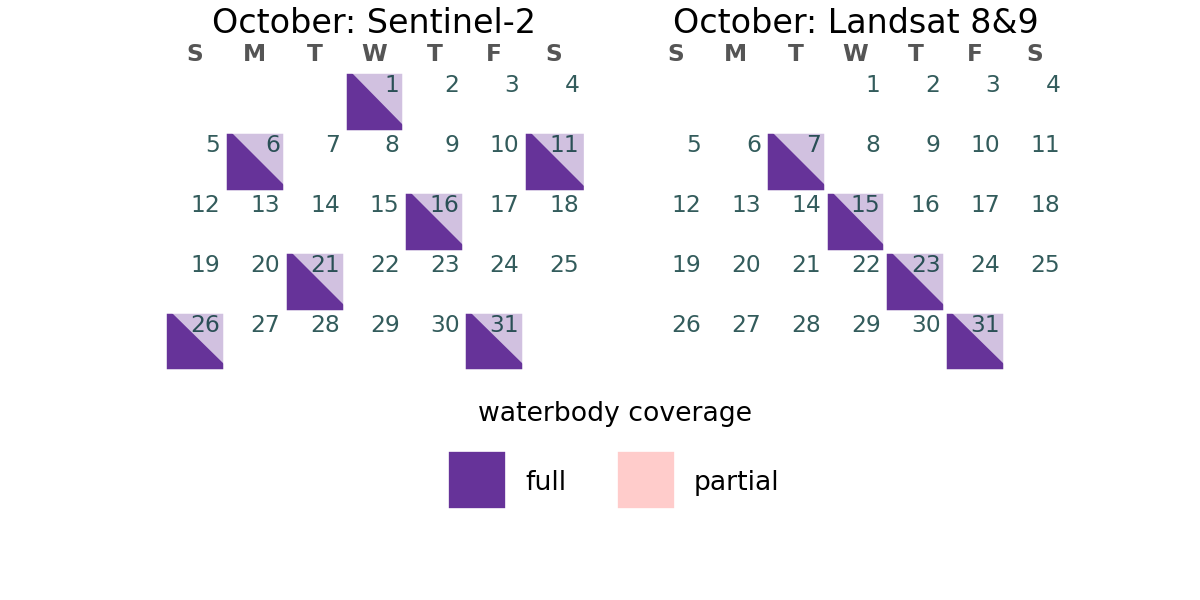 October: Sentinel-2
S M T W T F S
1 2 3 4
5 6 7 8 9 10 11
12 13 14 15 16 17 18
19 20 21 22 23 24 25
26 27 28 29 30 31
October: Landsat 8&9
S M T W T F S
1 2 3 4
5 6 7 8 9 10 11
12 13 14 15 16 17 18
19 20 21 22 23 24 25
26 27 28 29 30 31
waterbody coverage
full partial